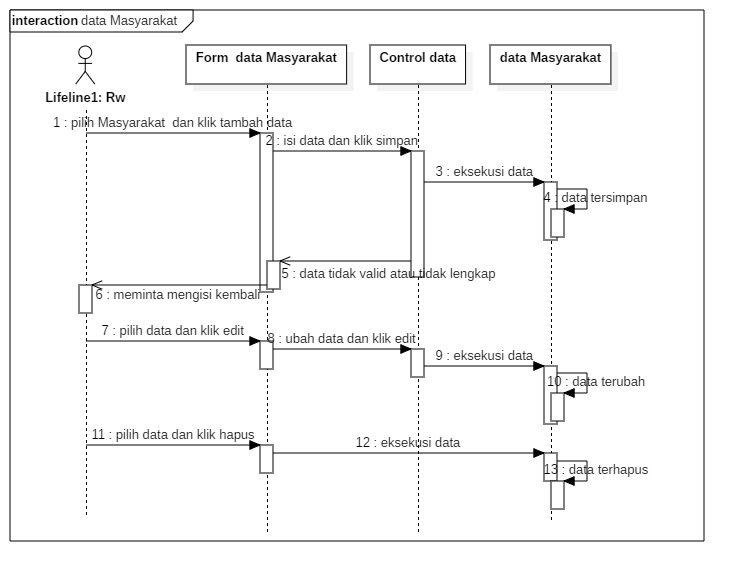 interaction data Masyarakat
Form data Masyarakat
Control data
data Masyarakat
Lifeline1: Rw
1 : pilih Masyarakat dan klik tambah data
2 : isi data dan klik simpan
3 : eksekusi data
4 : data tersimpan
5 : data tidak valid atau tidak lengkap
6 : meminta mengisi kembali
7 : pilih data dan klik edit
8 : ubah data dan klik edit
9 : eksekusi data
10 : data terubah
11 : pilih data dan klik hapus
12 : eksekusi data
13 : data terhapus